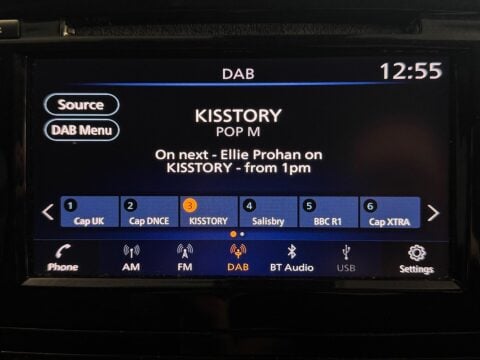 DAB
12:55
Source
DAB Menu
KISSTORY
POP M
On next - Ellie Prohan on
KISSTORY - from 1pm
1 2 3 4 5 6
Cap UK Cap DNCE KISSTORY Salisbry BBC R1 Cap XTRA
Phone AM FM DAB BT Audio USB Settings